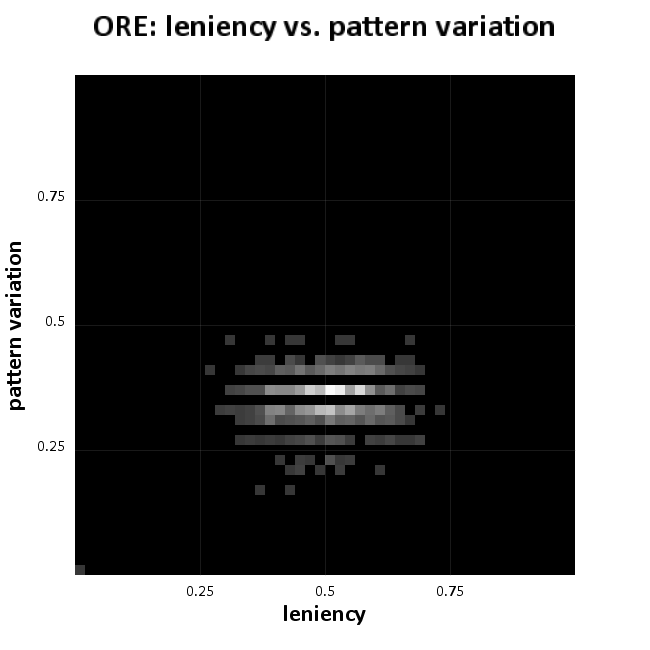 ORE: leniency vs. pattern variation
pattern variation
0.75
0.5
0.25
0.25 0.5 0.75
leniency